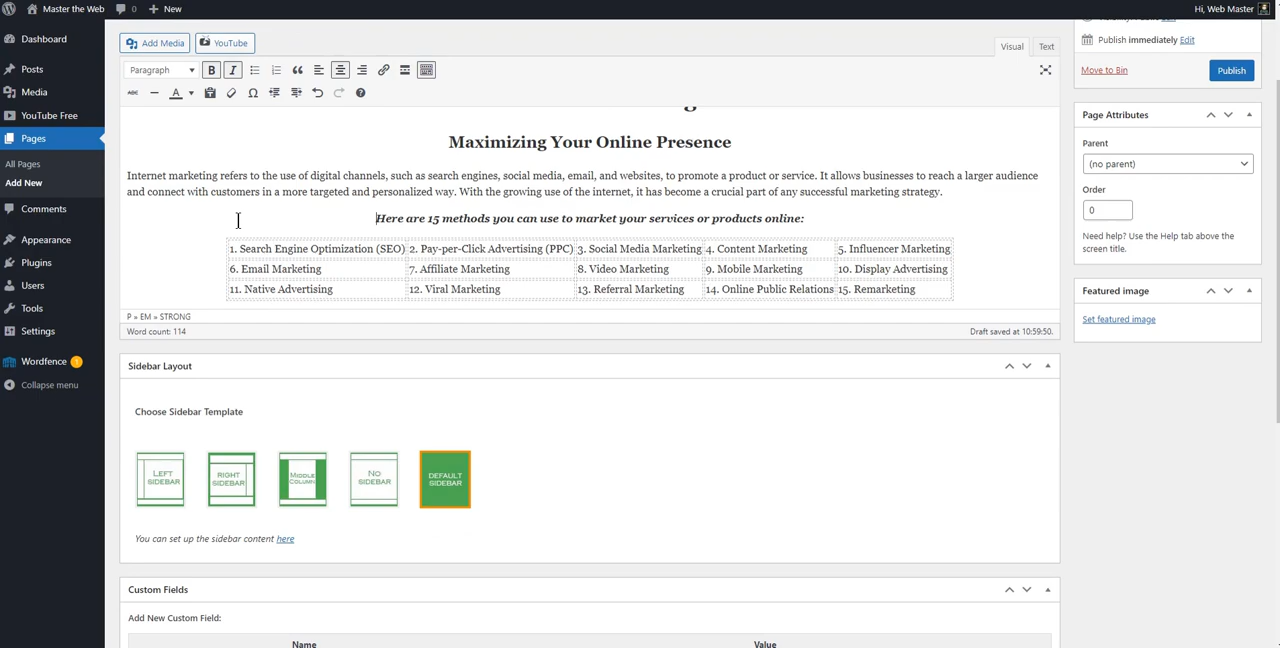 Master the Web 0 New Hi, Web Master
Dashboard
Posts
Media
YouTube Free
Pages
All Pages
Add New
Comments
Appearance
Plugins
Users
Tools
Settings
Wordfence 1
Collapse menu
Add Media YouTube
Visual Text
Paragraph B I
ABC A
Maximizing Your Online Presence
Internet marketing refers to the use of digital channels, such as search engines, social media, email, and websites, to promote a product or service. It allows businesses to reach a larger audience
and connect with customers in a more targeted and personalized way. With the growing use of the internet, it has become a crucial part of any successful marketing strategy.
Here are 15 methods you can use to market your services or products online:
1. Search Engine Optimization (SEO) 2. Pay-per-Click Advertising (PPC) 3. Social Media Marketing 4. Content Marketing 5. Influencer Marketing
6. Email Marketing 7. Affiliate Marketing 8. Video Marketing 9. Mobile Marketing 10. Display Advertising
11. Native Advertising 12. Viral Marketing 13. Referral Marketing 14. Online Public Relations 15. Remarketing
P » EM » STRONG
Word count: 114 Draft saved at 10:59:50.
Sidebar Layout
Choose Sidebar Template
LEFT SIDEBAR
RIGHT SIDEBAR
MIDDLE COLUMN
NO SIDEBAR
DEFAULT SIDEBAR
You can set up the sidebar content here
Custom Fields
Add New Custom Field:
Name Value
Publish immediately Edit
Move to Bin Publish
Page Attributes
Parent
(no parent)
Order
0
Need help? Use the Help tab above the
screen title.
Featured image
Set featured image